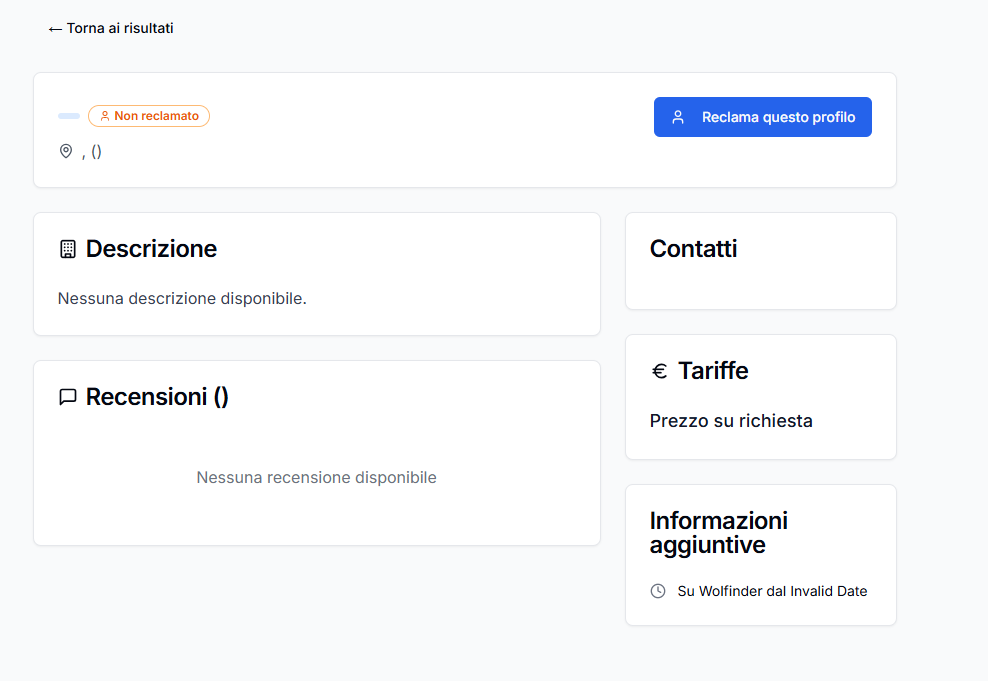 ← Torna ai risultati
Non reclamato
Reclama questo profilo
, ()
Descrizione
Nessuna descrizione disponibile.
Recensioni ()
Nessuna recensione disponibile
Contatti
€ Tariffe
Prezzo su richiesta
Informazioni
aggiuntive
Su Wolfinder dal Invalid Date